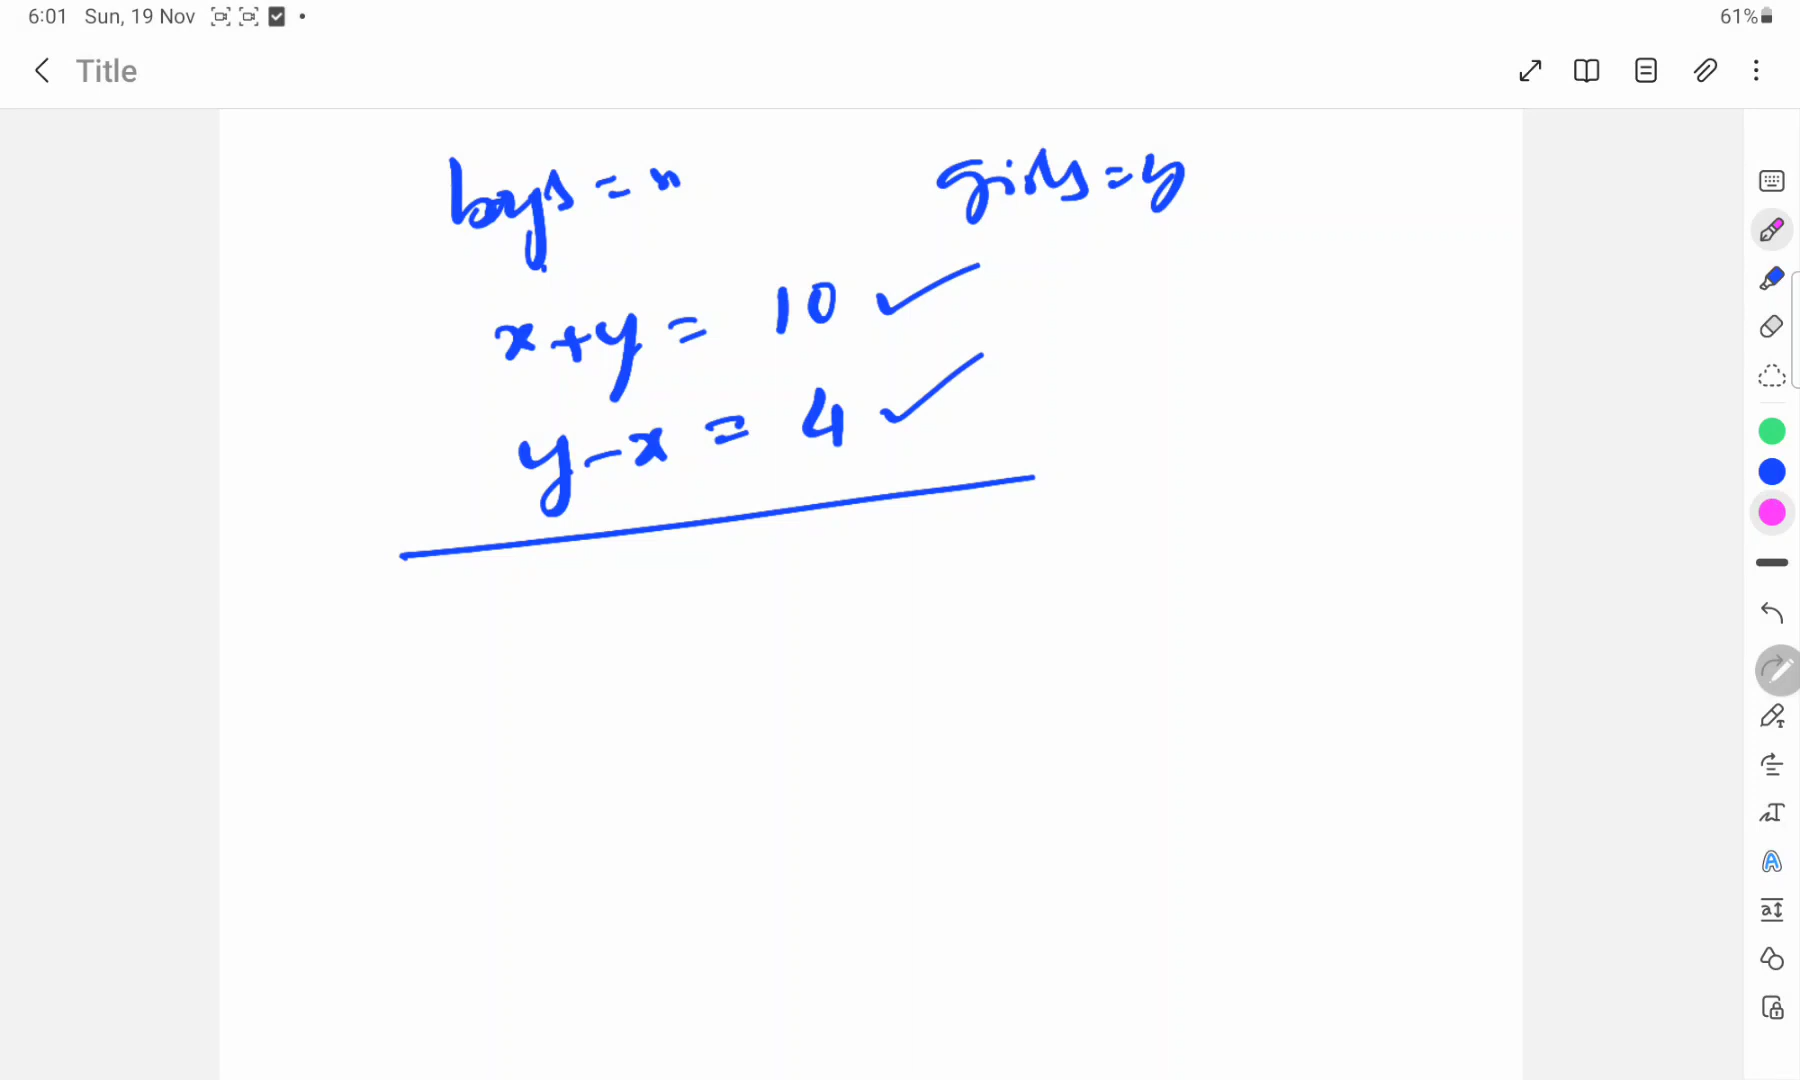 6:01 Sun, 19 Nov 61%
Title
boys = x girls = y
x+y = 10
y-x = 4